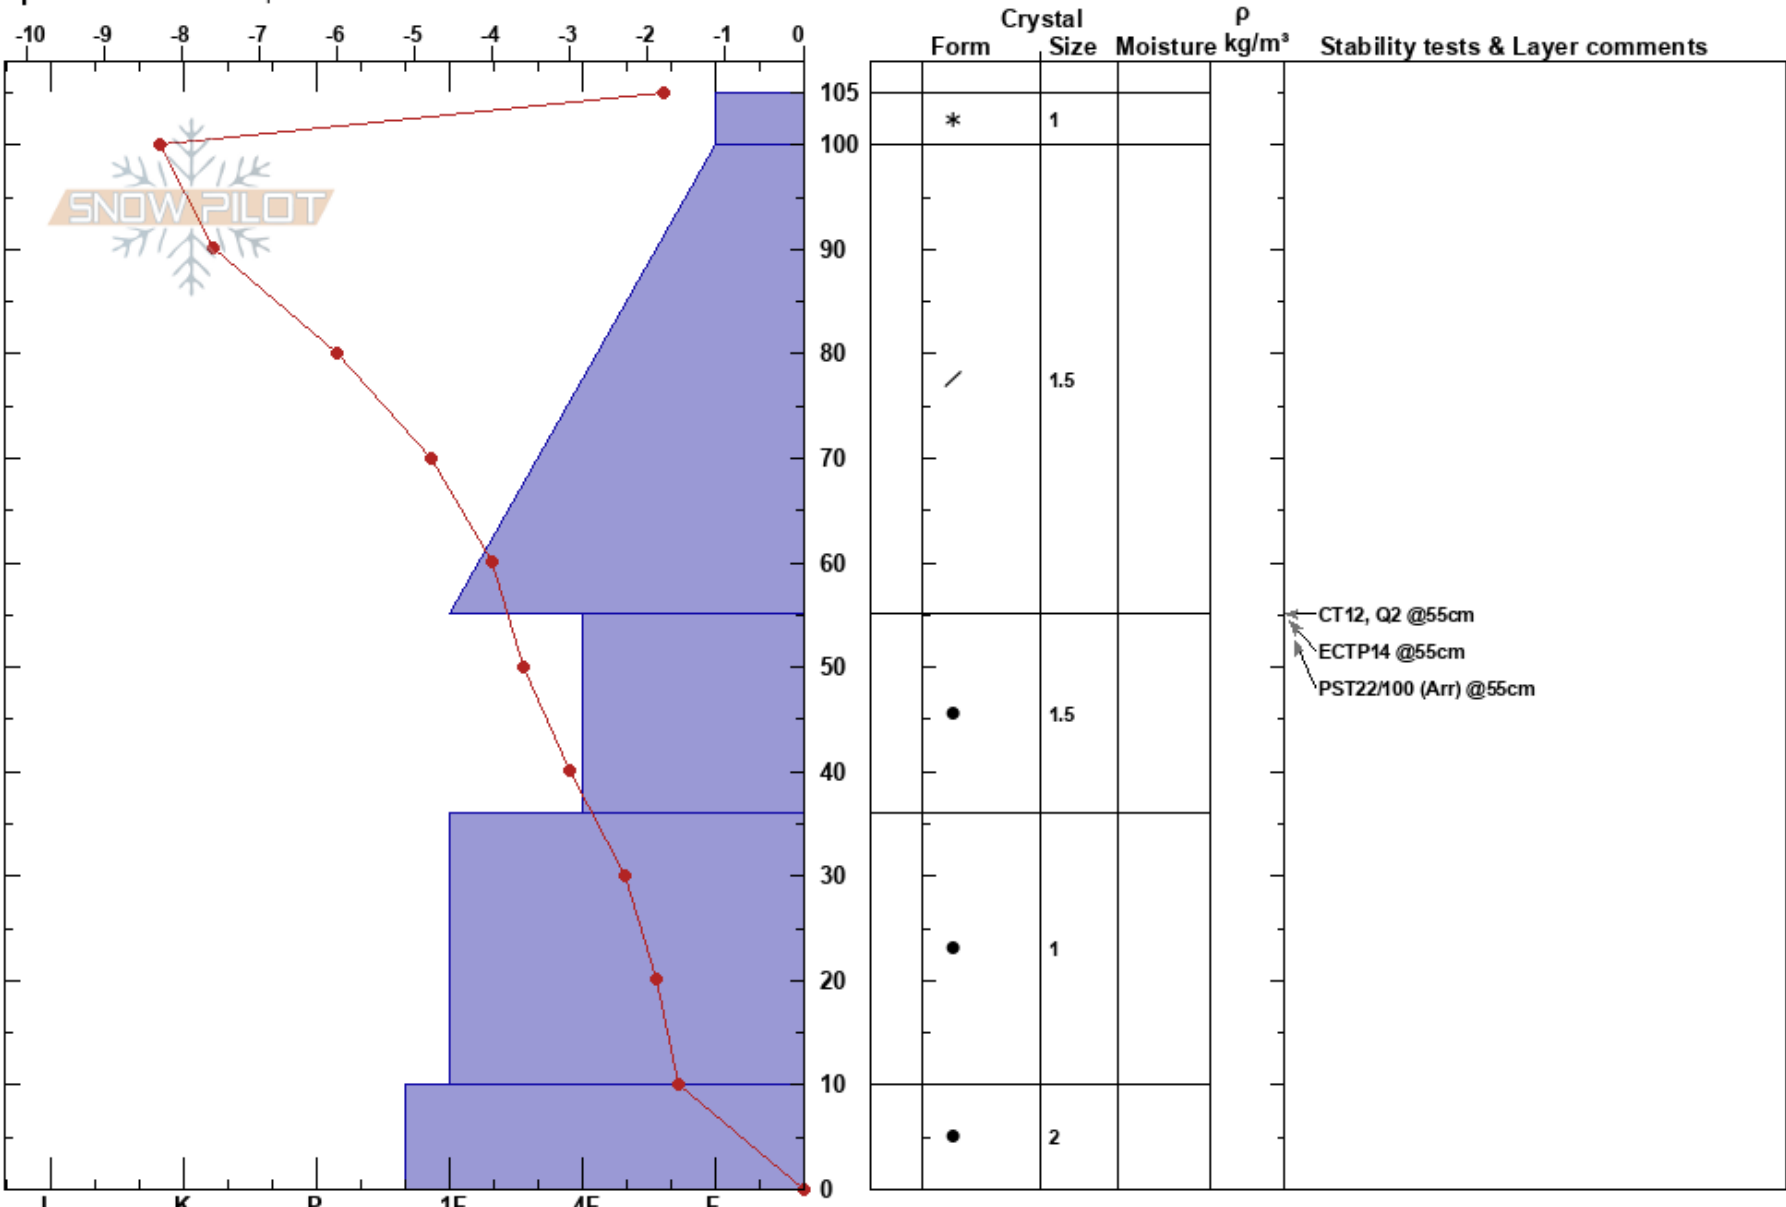 Crystal
ρ
-10 -9 -8 -7 -6 -5 -4 -3 -2 -1 0
Form Size Moisture kg/m³ Stability tests & Layer comments
105
* 1
100
SNOW PILOT
90
80
/ 1.5
70
60
CT12, Q2 @55cm
ECTP14 @55cm
50
PST22/100 (Arr) @55cm
● 1.5
40
30
● 1
20
10
● 2
0
I K P 1F 4F F